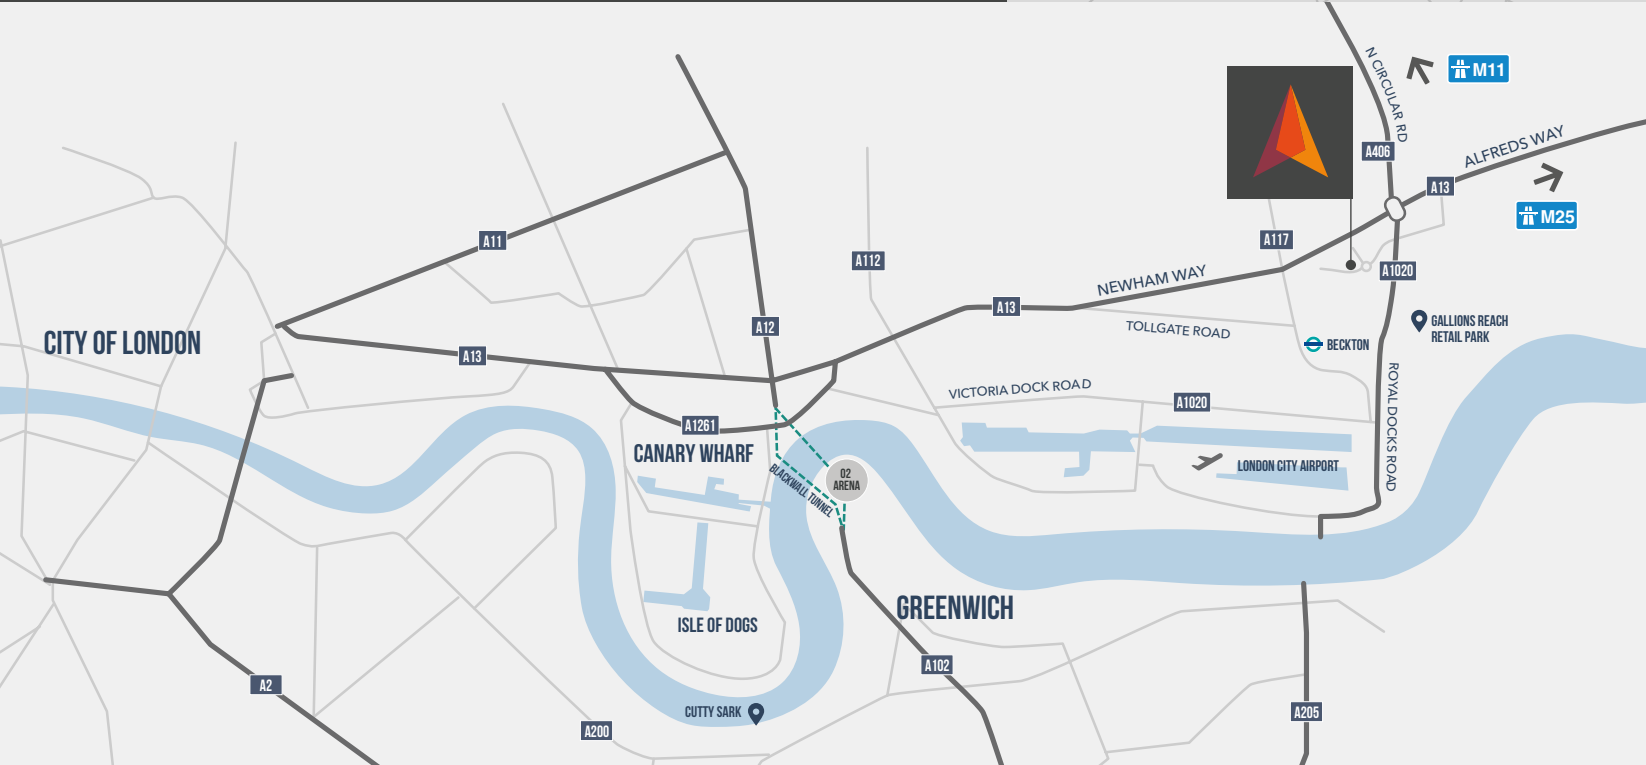 N CIRCULAR RD
M11
A406
ALFREDS WAY
A13
M25
A11
A117
A112
A1020
NEWHAM WAY
A13
A12
TOLLGATE ROAD
GALLIONS REACH
RETAIL PARK
CITY OF LONDON
BECKTON
A13
VICTORIA DOCK ROAD
A1020
ROYAL DOCKS ROAD
A1261
CANARY WHARF
BLACKWALL TUNNEL
O2
ARENA
LONDON CITY AIRPORT
GREENWICH
ISLE OF DOGS
A102
A2
CUTTY SARK
A205
A200